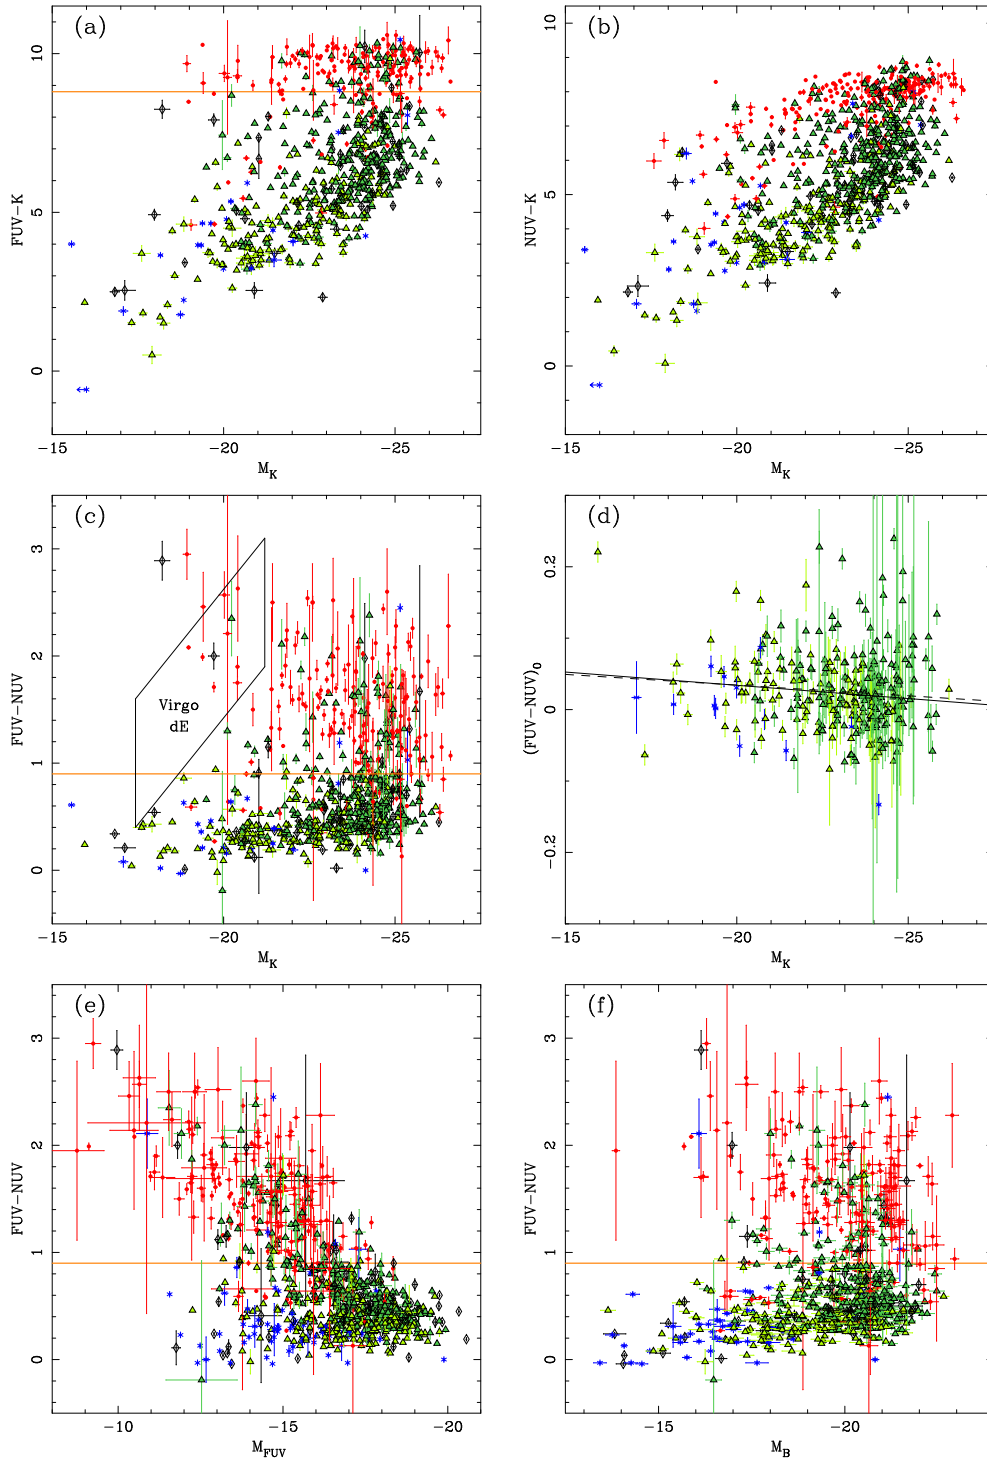 (a)
FUV−K
10
5
0
−15
−20
−25
M_K
(b)
NUV−K
10
5
0
−15
−20
−25
M_K
(c)
FUV−NUV
3
2
1
0
Virgo
dE
−15
−20
−25
M_K
(d)
(FUV−NUV)_0
0.2
0
−0.2
−15
−20
−25
M_K
(e)
FUV−NUV
3
2
1
0
−10
−15
−20
M_FUV
(f)
FUV−NUV
3
2
1
0
−15
−20
M_B